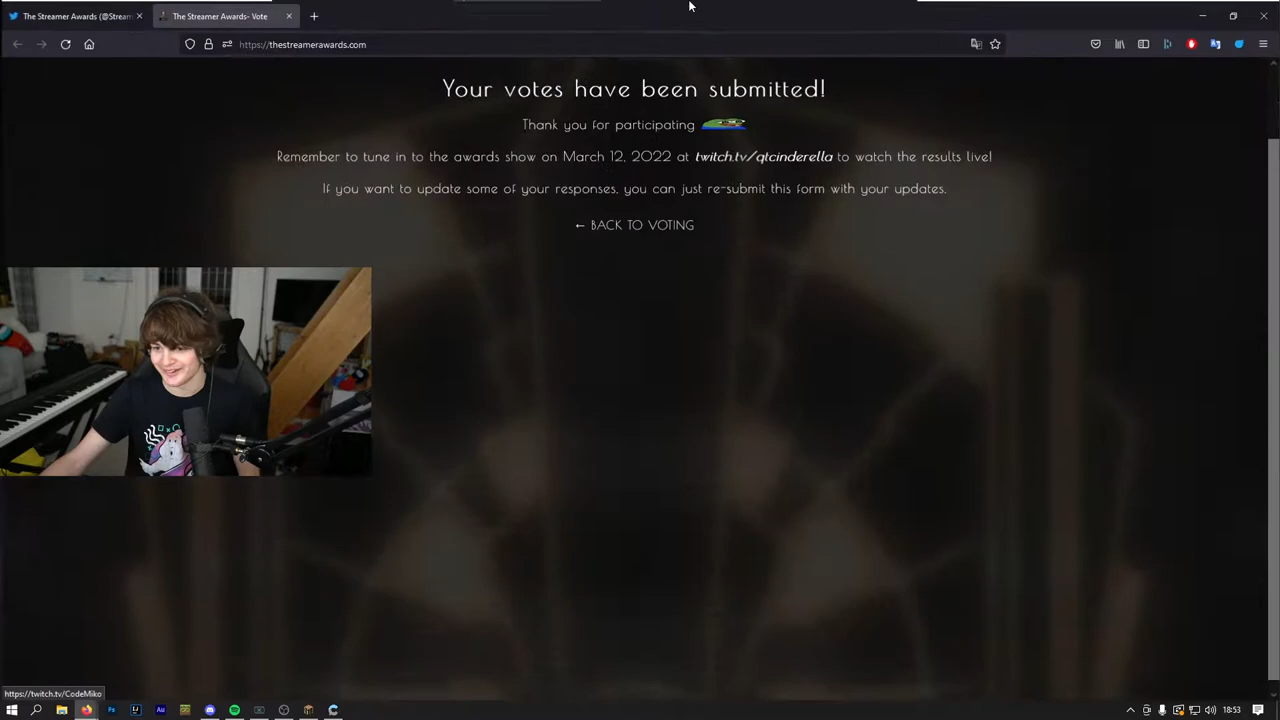 The Streamer Awards (@Stream
The Streamer Awards- Vote
https://thestreamerawards.com
Your votes have been submitted!
Thank you for participating
Remember to tune in to the awards show on March 12, 2022 at twitch.tv/qtcinderella to watch the results live!
If you want to update some of your responses, you can just re-submit this form with your updates.
← BACK TO VOTING
https://twitch.tv/CodeMiko
18:53